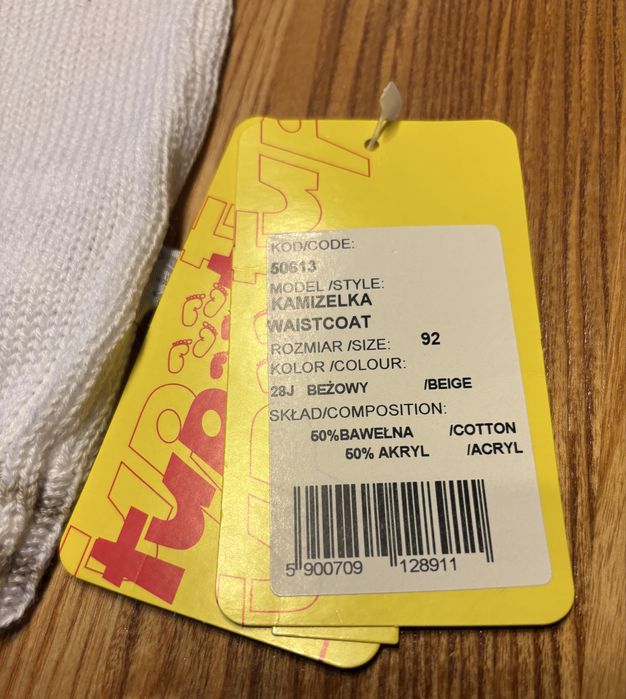 KOD/CODE:
50613
MODEL /STYLE:
KAMIZELKA
WAISTCOAT
ROZMIAR /SIZE: 92
KOLOR /COLOUR:
28J BEŻOWY /BEIGE
SKŁAD/COMPOSITION:
50%BAWEŁNA /COTTON
50% AKRYL /ACRYL
5 900709 128911